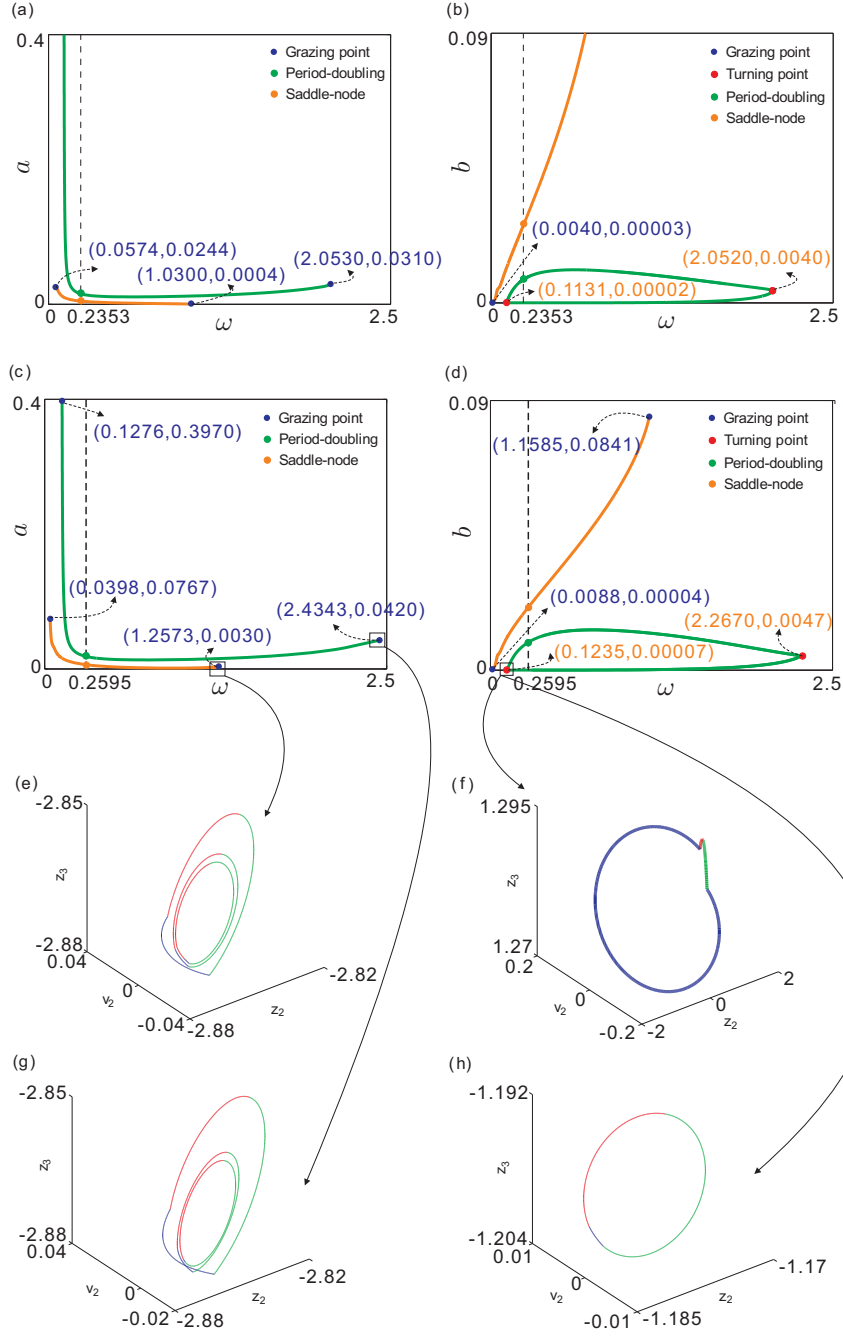 (a)
0.4
a
0
Grazing point
Period-doubling
Saddle-node
(0.0574,0.0244)
(1.0300,0.0004)
(2.0530,0.0310)
0
0.2353
ω
2.5
(b)
0.09
b
0
Grazing point
Turning point
Period-doubling
Saddle-node
(0.0040,0.00003)
(2.0520,0.0040)
(0.1131,0.00002)
0
0.2353
ω
2.5
(c)
0.4
a
0
Grazing point
Period-doubling
Saddle-node
(0.1276,0.3970)
(0.0398,0.0767)
(2.4343,0.0420)
(1.2573,0.0030)
0
0.2595
ω
2.5
(d)
0.09
b
0
Grazing point
Turning point
Period-doubling
Saddle-node
(1.1585,0.0841)
(0.0088,0.00004)
(2.2670,0.0047)
(0.1235,0.00007)
0
0.2595
ω
2.5
(e)
-2.85
z3
-2.88
0.04
v2
0
-0.04
-2.88
z2
-2.82
(f)
1.295
z3
1.27
0.2
v2
0
-0.2
-2
z2
0
2
(g)
-2.85
z3
-2.88
0.04
v2
0
-0.02
-2.88
z2
-2.82
(h)
-1.192
z3
-1.204
0.01
v2
0
-0.01
-1.185
z2
-1.17